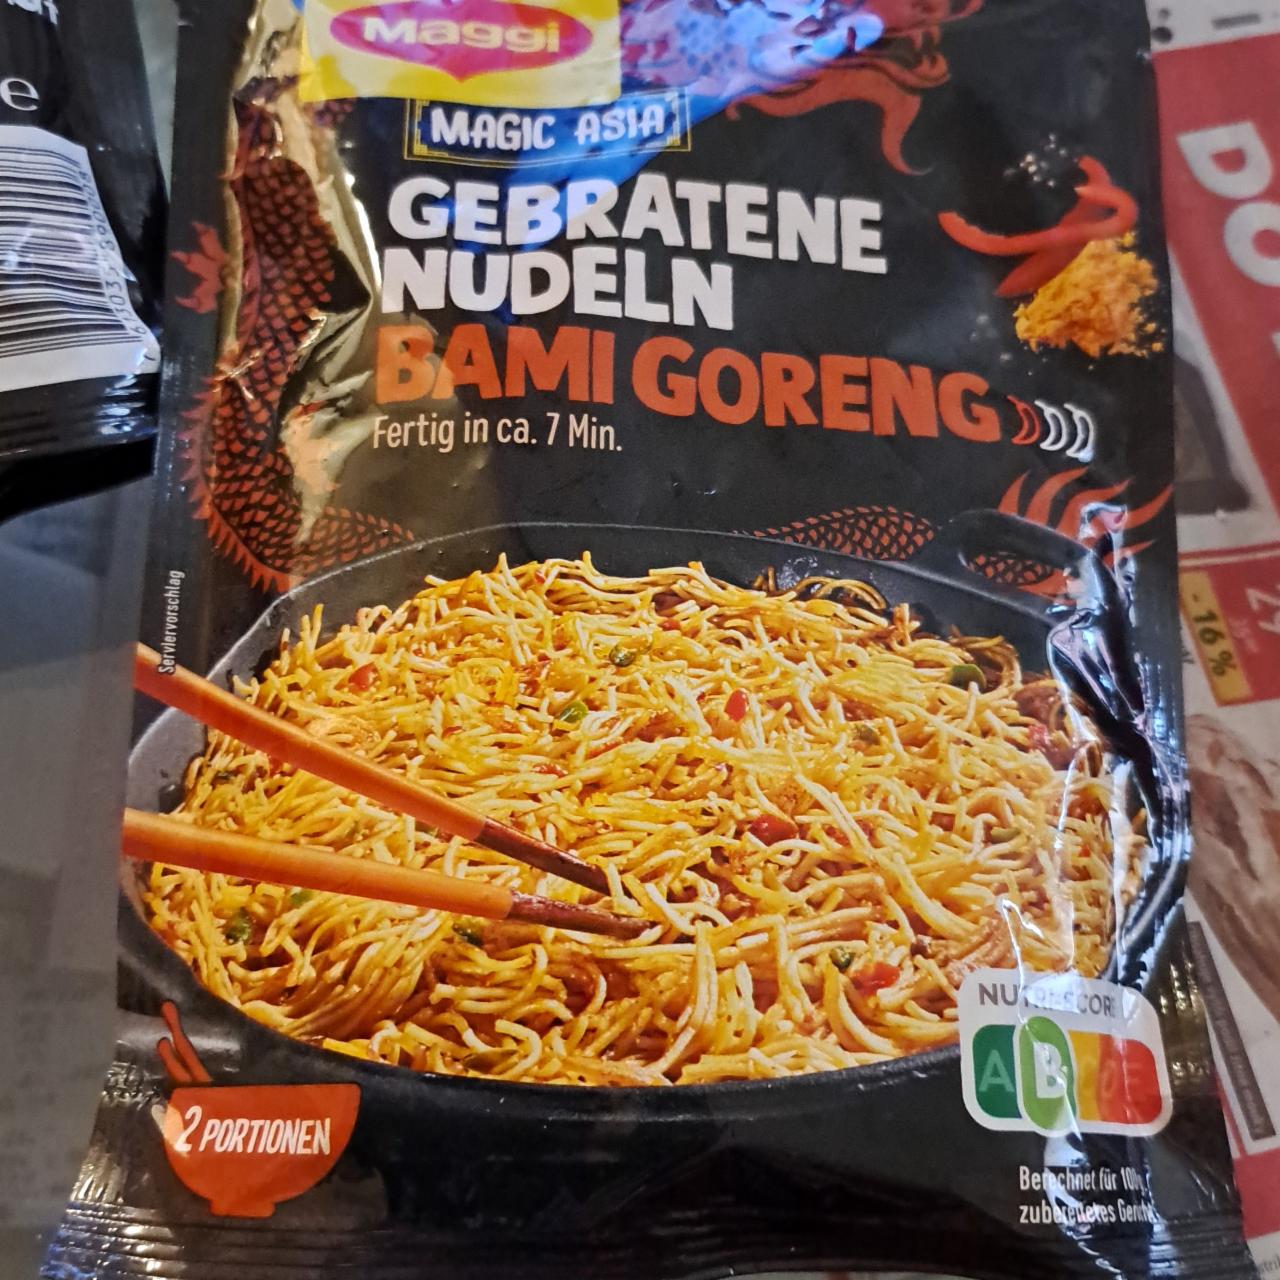 Maggi
MAGIC ASIA
GEBRATENE
NUDELN
BAMI GORENG
Fertig in ca. 7 Min.
Serviervorschlag
2 PORTIONEN
NUTRI-SCORE
A B C D E
Berechnet für 100g
zubereitetes Gericht
e
DO
- 16 %